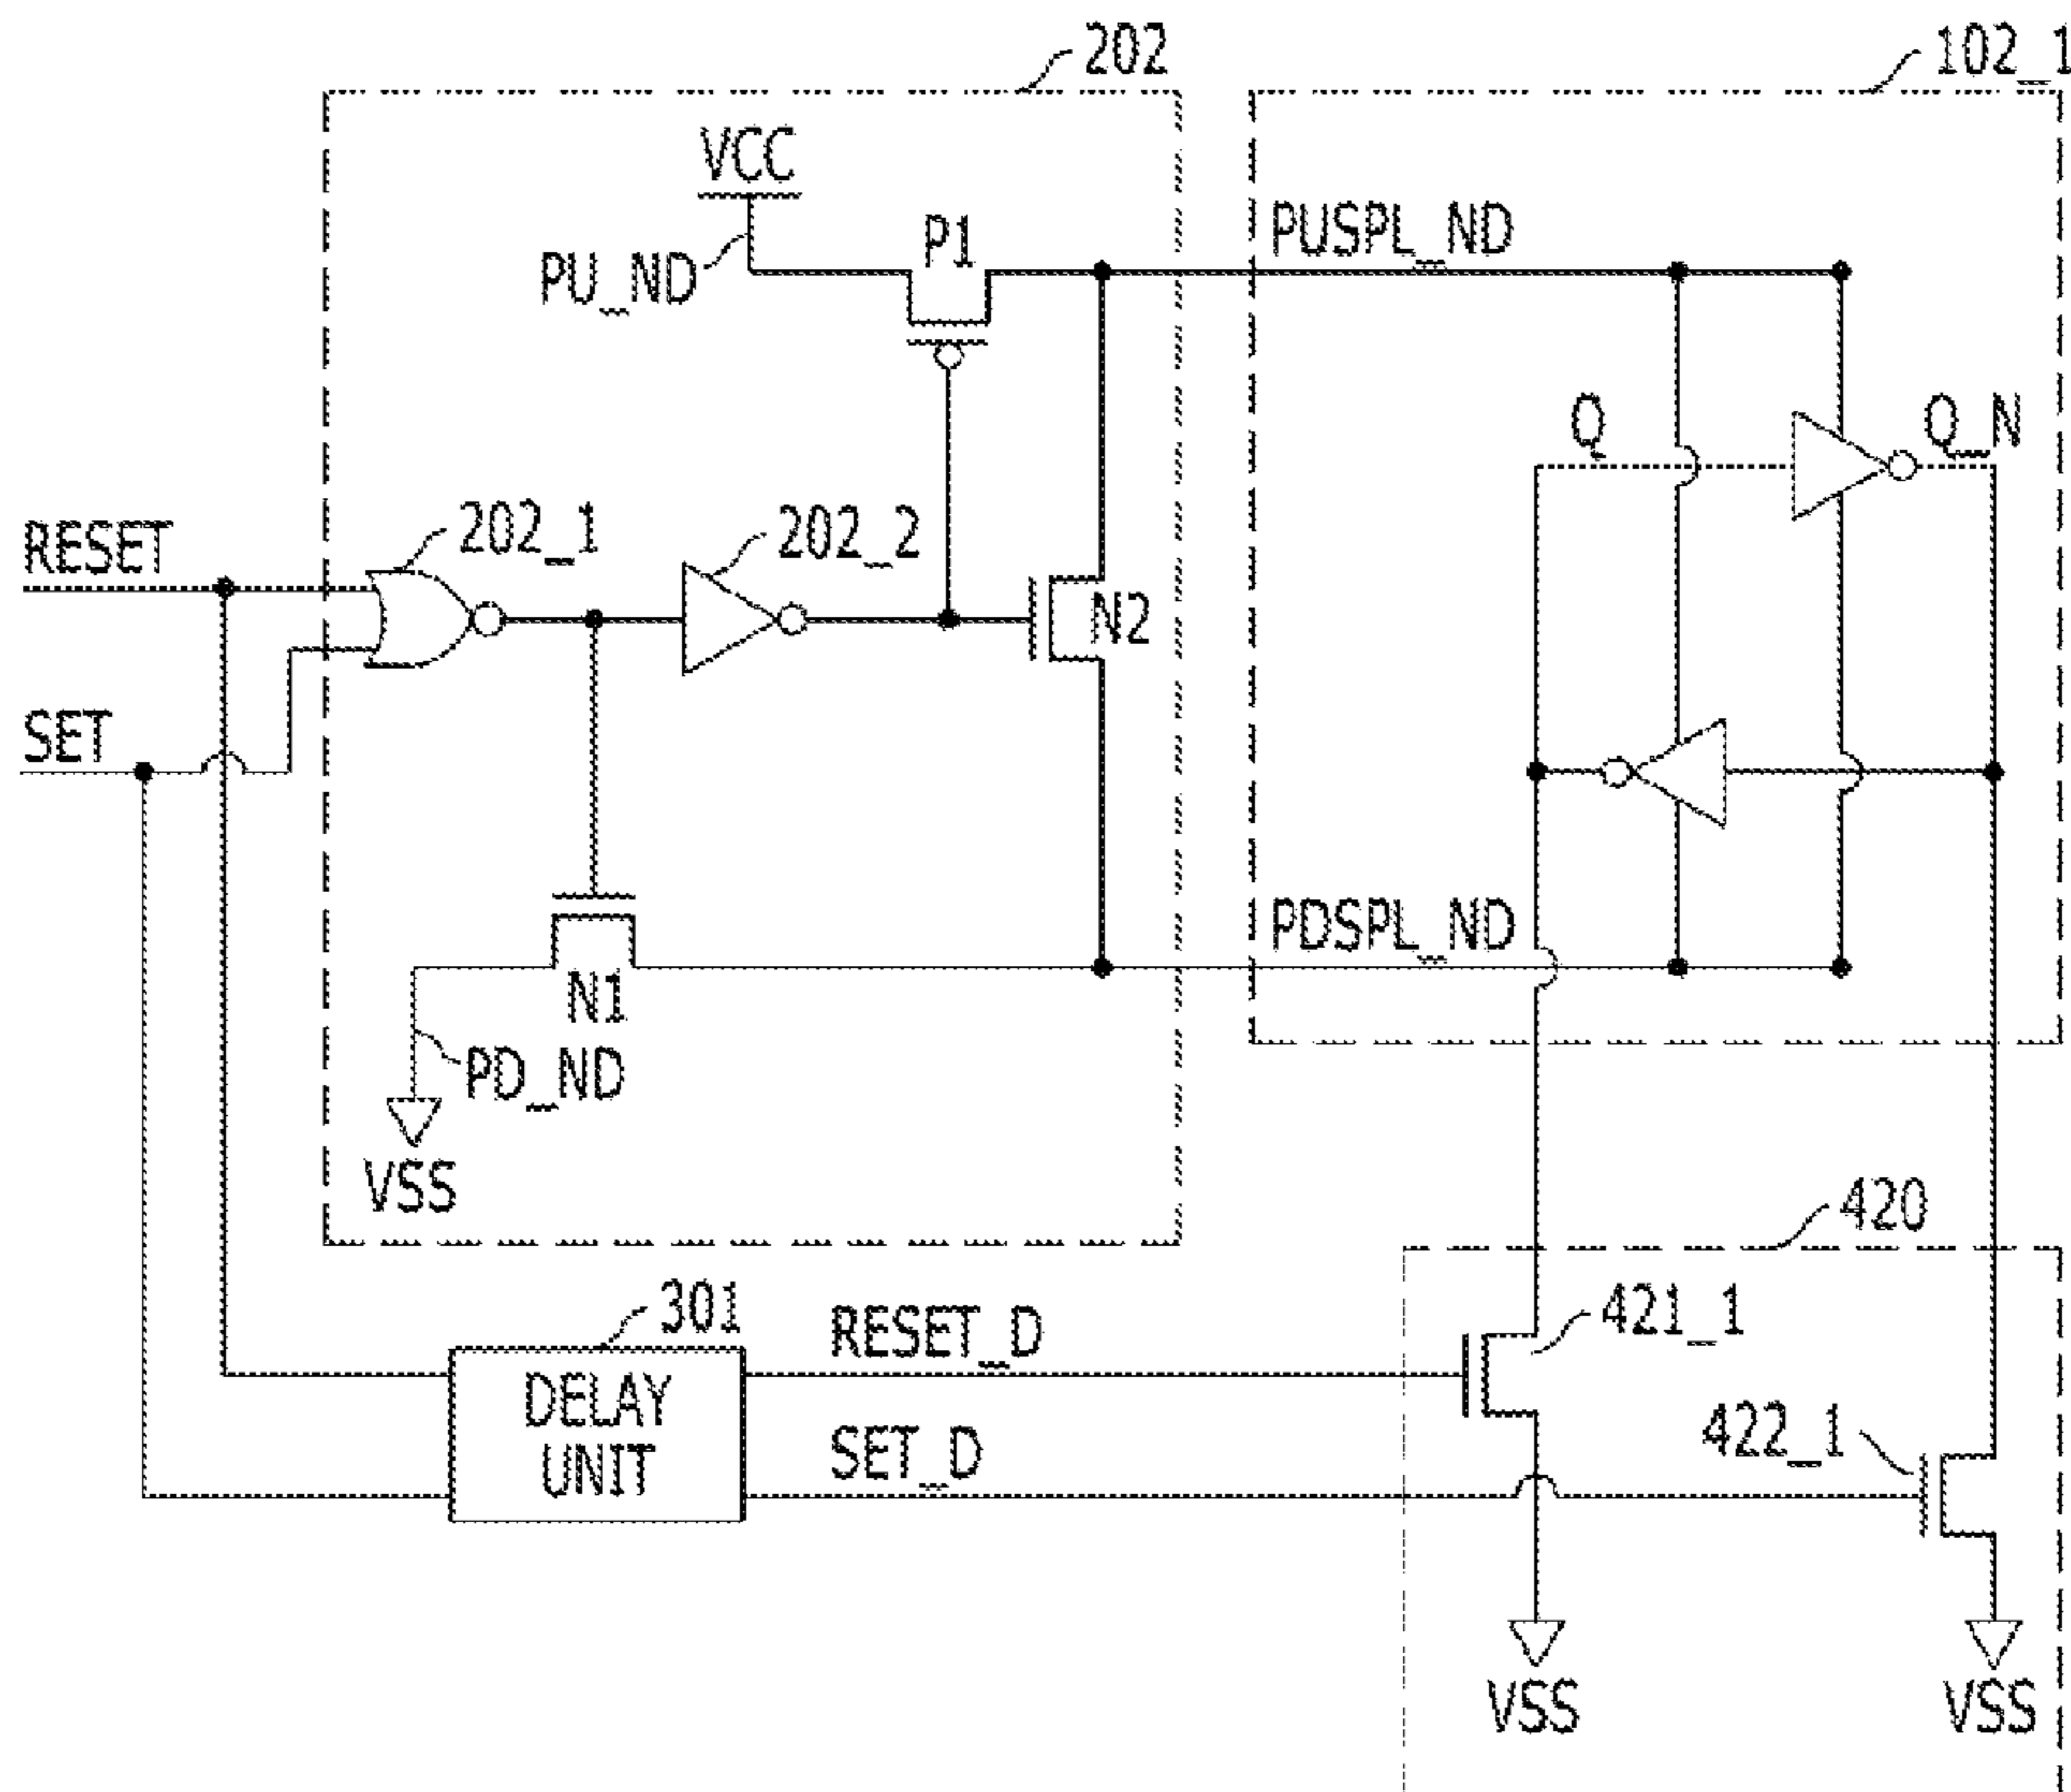 202
102_1
VCC
P1
PU_ND
PUSPL_ND
Q
Q_N
RESET
202_1
202_2
N2
SET
PDSPL_ND
N1
PD_ND
VSS
420
301
RESET_D
421_1
DELAY
UNIT
SET_D
422_1
VSS
VSS